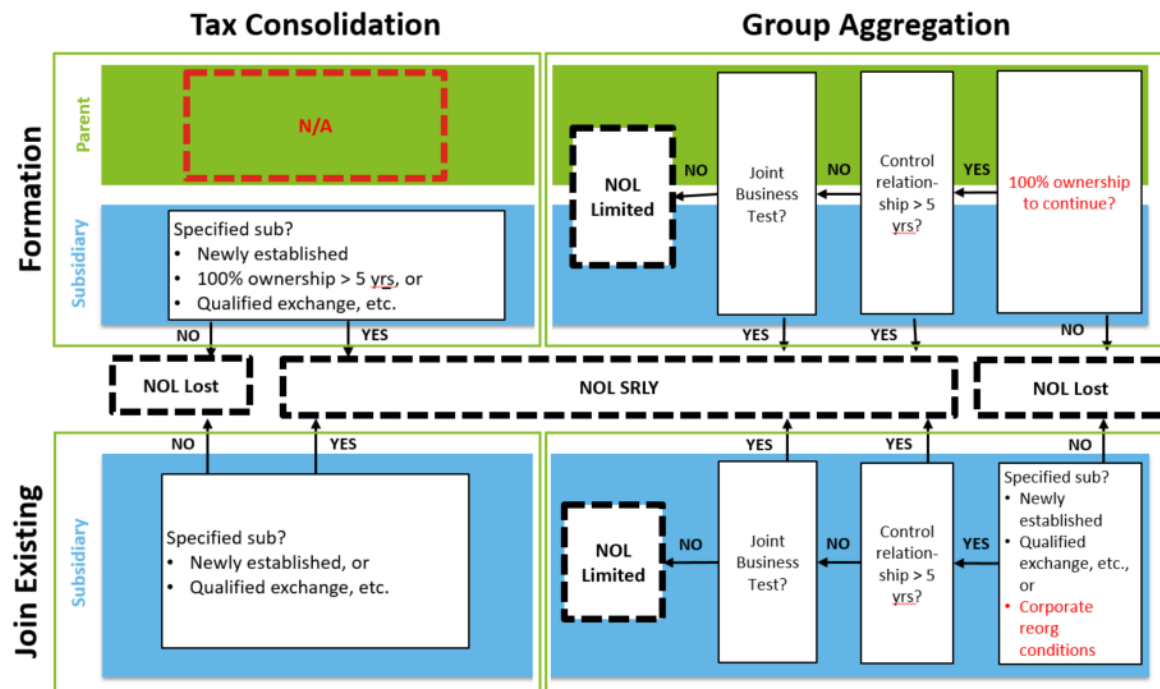 Tax Consolidation
Group Aggregation
Formation
Parent
N/A
NOL
Limited
NO
Joint
Business
Test?
NO
Control
relation-
ship > 5
yrs?
YES
100% ownership
to continue?
Subsidiary
Specified sub?
• Newly established
• 100% ownership > 5 yrs, or
• Qualified exchange, etc.
NO
YES
YES
YES
NO
NOL Lost
NOL SRLY
NOL Lost
NO
YES
YES
YES
NO
Join Existing
Subsidiary
Specified sub?
• Newly established, or
• Qualified exchange, etc.
NOL
Limited
NO
Joint
Business
Test?
NO
Control
relation-
ship > 5
yrs?
YES
Specified sub?
• Newly
established
• Qualified
exchange, etc.,
or
• Corporate
reorg
conditions